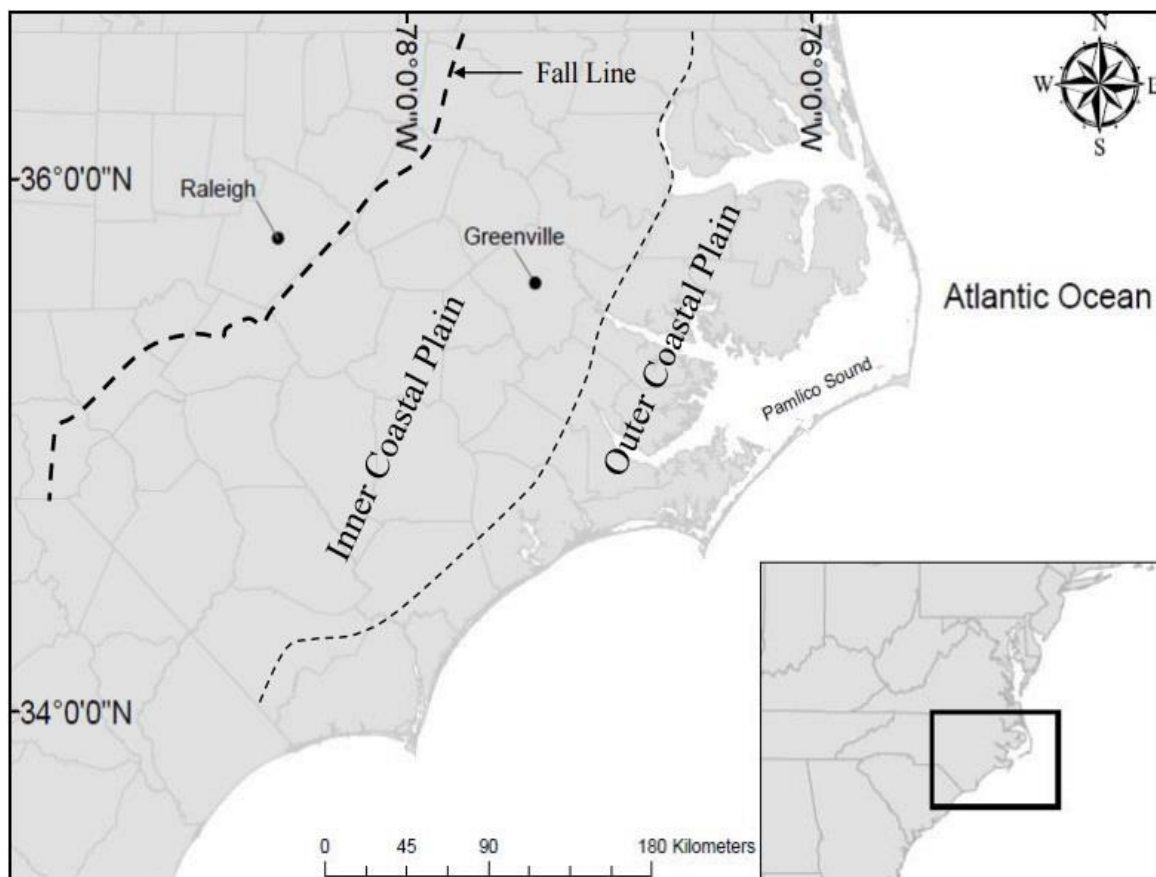 78°0'0"W
76°0'0"W
Fall Line
N
W
E
S
36°0'0"N
Raleigh
Greenville
Inner Coastal Plain
Outer Coastal Plain
Atlantic Ocean
Pamlico Sound
34°0'0"N
0 45 90 180 Kilometers